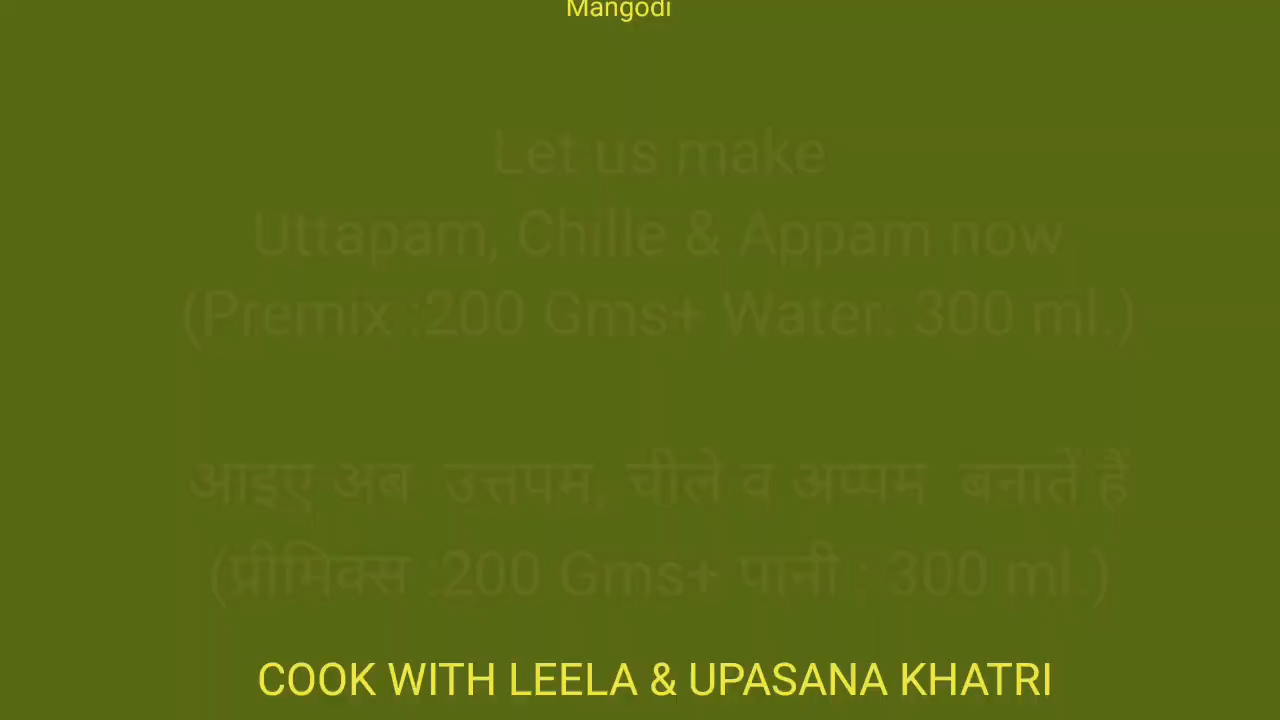 Mangodi
Let us make
Uttapam, Chille & Appam now
(Premix :200 Gms+ Water: 300 ml.)
आइए अब उत्तपम, चीले व अप्पम बनातें हैं
(प्रीमिक्स :200 Gms+ पानी : 300 ml.)
COOK WITH LEELA & UPASANA KHATRI